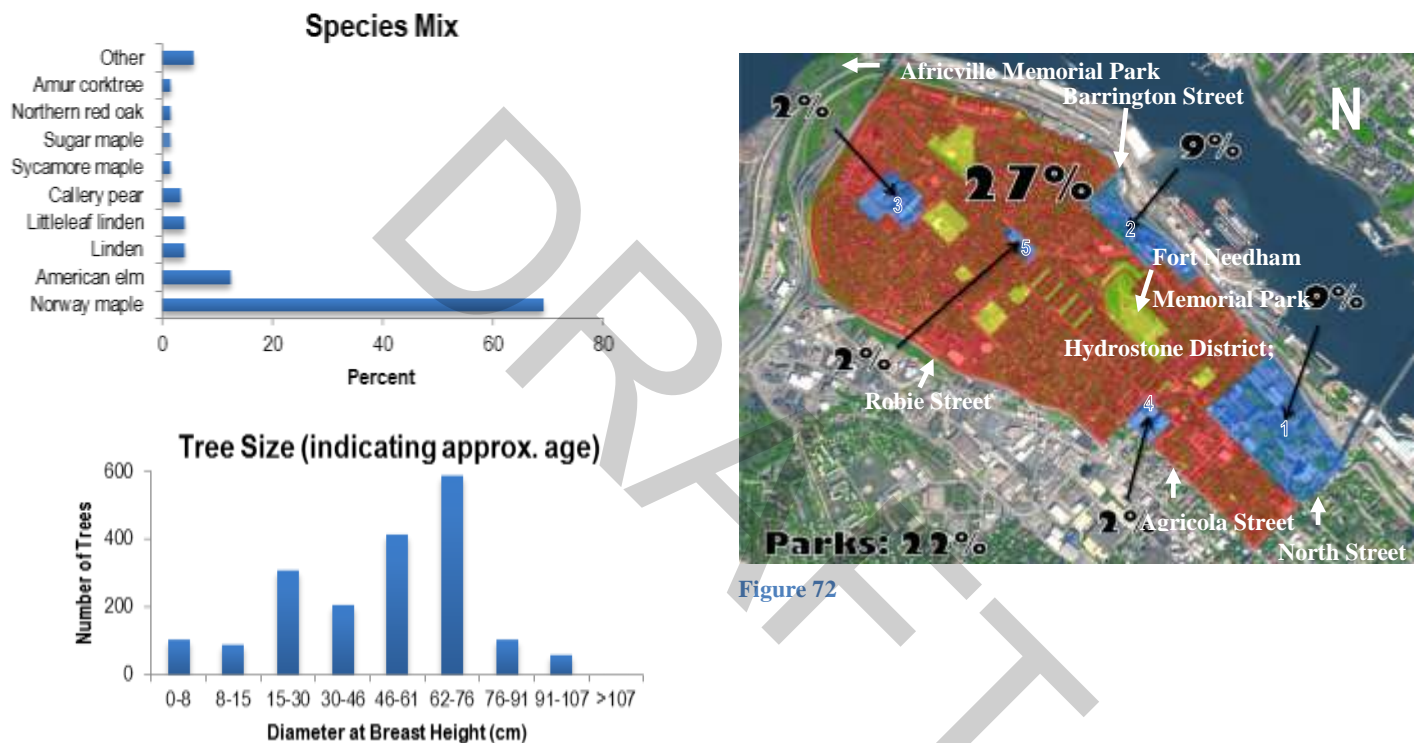 Species Mix
Other
Amur corktree
Northern red oak
Sugar maple
Sycamore maple
Callery pear
Littleleaf linden
Linden
American elm
Norway maple
0 20 40 60 80
Percent
Tree Size (indicating approx. age)
Number of Trees
600
400
200
0
0-8 8-15 15-30 30-46 46-61 62-76 76-91 91-107 >107
Diameter at Breast Height (cm)
Africville Memorial Park
Barrington Street
N
2%
9%
27%
3
2
5
Fort Needham
Memorial Park
9%
Hydrostone District;
2%
Robie Street
4
1
2%
Agricola Street
Parks: 22%
North Street
Figure 72
DRAFT